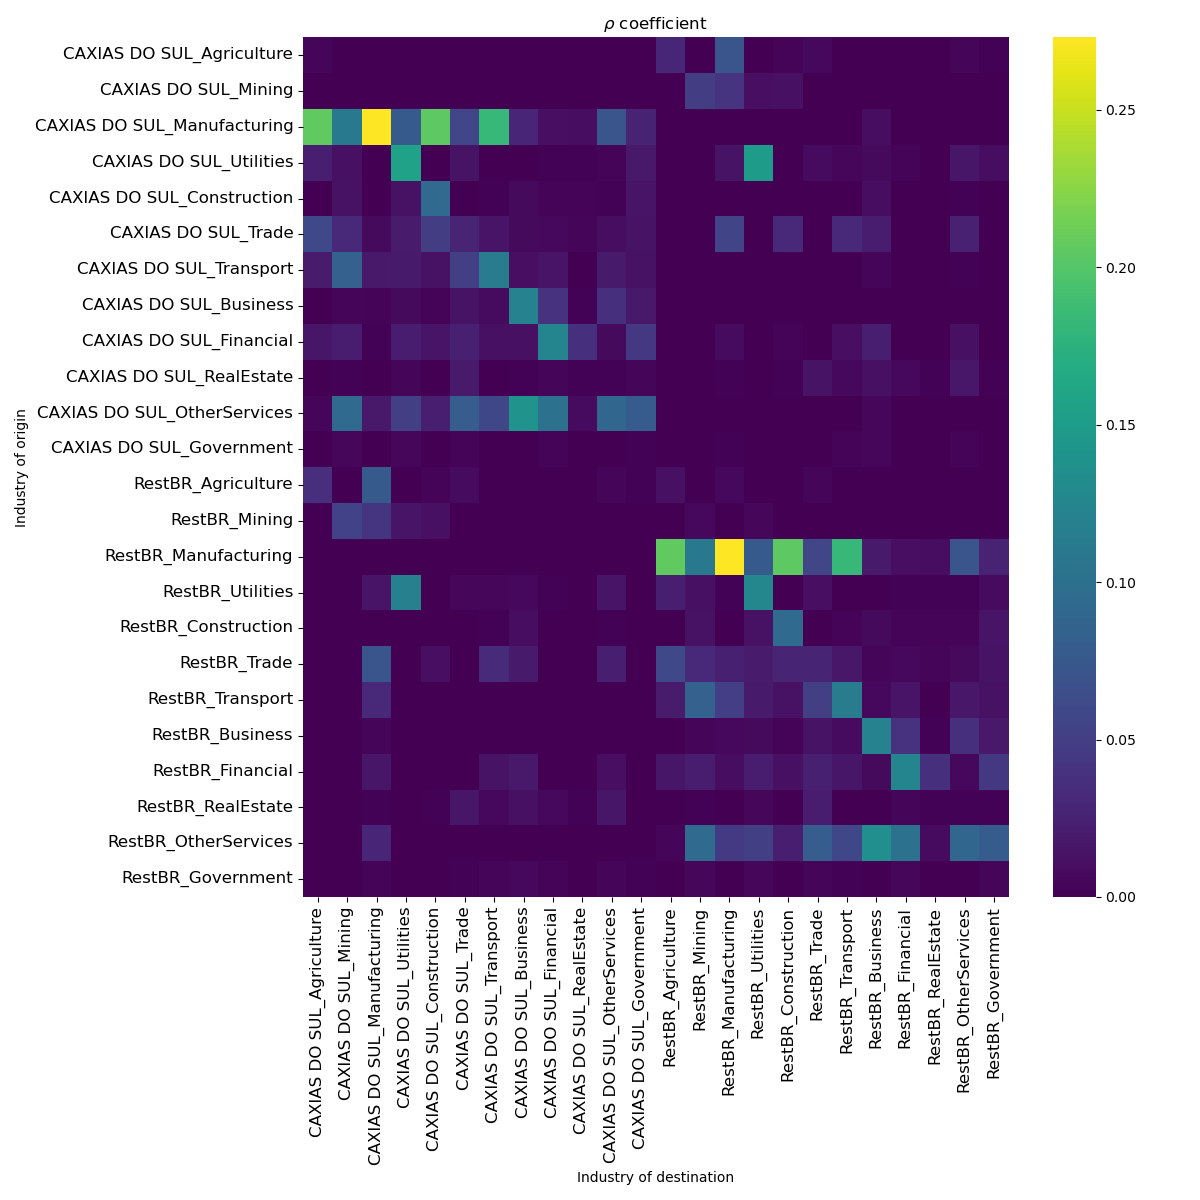 ρ coefficient
CAXIAS DO SUL_Agriculture
CAXIAS DO SUL_Mining
CAXIAS DO SUL_Manufacturing
CAXIAS DO SUL_Utilities
CAXIAS DO SUL_Construction
CAXIAS DO SUL_Trade
CAXIAS DO SUL_Transport
CAXIAS DO SUL_Business
CAXIAS DO SUL_Financial
CAXIAS DO SUL_RealEstate
CAXIAS DO SUL_OtherServices
CAXIAS DO SUL_Government
RestBR_Agriculture
RestBR_Mining
RestBR_Manufacturing
RestBR_Utilities
RestBR_Construction
RestBR_Trade
RestBR_Transport
RestBR_Business
RestBR_Financial
RestBR_RealEstate
RestBR_OtherServices
RestBR_Government
Industry of origin
CAXIAS DO SUL_Agriculture
CAXIAS DO SUL_Mining
CAXIAS DO SUL_Manufacturing
CAXIAS DO SUL_Utilities
CAXIAS DO SUL_Construction
CAXIAS DO SUL_Trade
CAXIAS DO SUL_Transport
CAXIAS DO SUL_Business
CAXIAS DO SUL_Financial
CAXIAS DO SUL_RealEstate
CAXIAS DO SUL_OtherServices
CAXIAS DO SUL_Government
RestBR_Agriculture
RestBR_Mining
RestBR_Manufacturing
RestBR_Utilities
RestBR_Construction
RestBR_Trade
RestBR_Transport
RestBR_Business
RestBR_Financial
RestBR_RealEstate
RestBR_OtherServices
RestBR_Government
Industry of destination
0.25
0.20
0.15
0.10
0.05
0.00